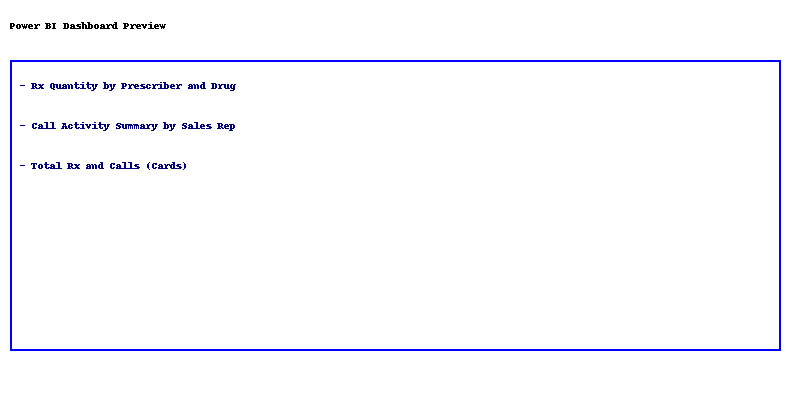 Power BI Dashboard Preview
- Rx Quantity by Prescriber and Drug
- Call Activity Summary by Sales Rep
- Total Rx and Calls (Cards)